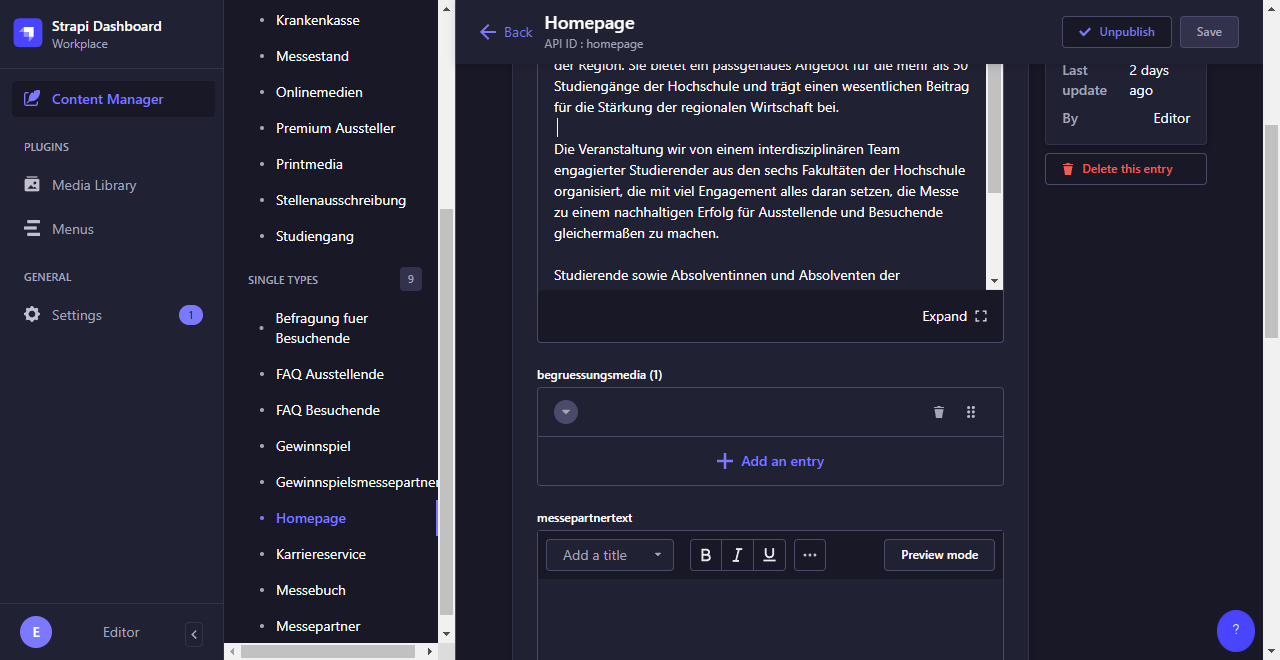 Strapi Dashboard
Workplace
Content Manager
PLUGINS
Media Library
Menus
GENERAL
Settings
1
E
Editor
Krankenkasse
Messestand
Onlinemedien
Premium Aussteller
Printmedia
Stellenausschreibung
Studiengang
SINGLE TYPES
9
Befragung fuer
Besuchende
FAQ Ausstellende
FAQ Besuchende
Gewinnspiel
Gewinnspielsmessepartner
Homepage
Karriereservice
Messebuch
Messepartner
Back
Homepage
API ID : homepage
Unpublish
Save
der Region. Sie bietet ein passgenaues Angebot für die mehr als 50
Studiengänge der Hochschule und trägt einen wesentlichen Beitrag
für die Stärkung der regionalen Wirtschaft bei.
Die Veranstaltung wir von einem interdisziplinären Team
engagierter Studierender aus den sechs Fakultäten der Hochschule
organisiert, die mit viel Engagement alles daran setzen, die Messe
zu einem nachhaltigen Erfolg für Ausstellende und Besuchende
gleichermaßen zu machen.
Studierende sowie Absolventinnen und Absolventen der
Expand
begruessungsmedia (1)
Add an entry
messepartnertext
Add a title
B I U ...
Preview mode
Last
update
2 days
ago
By
Editor
Delete this entry
?